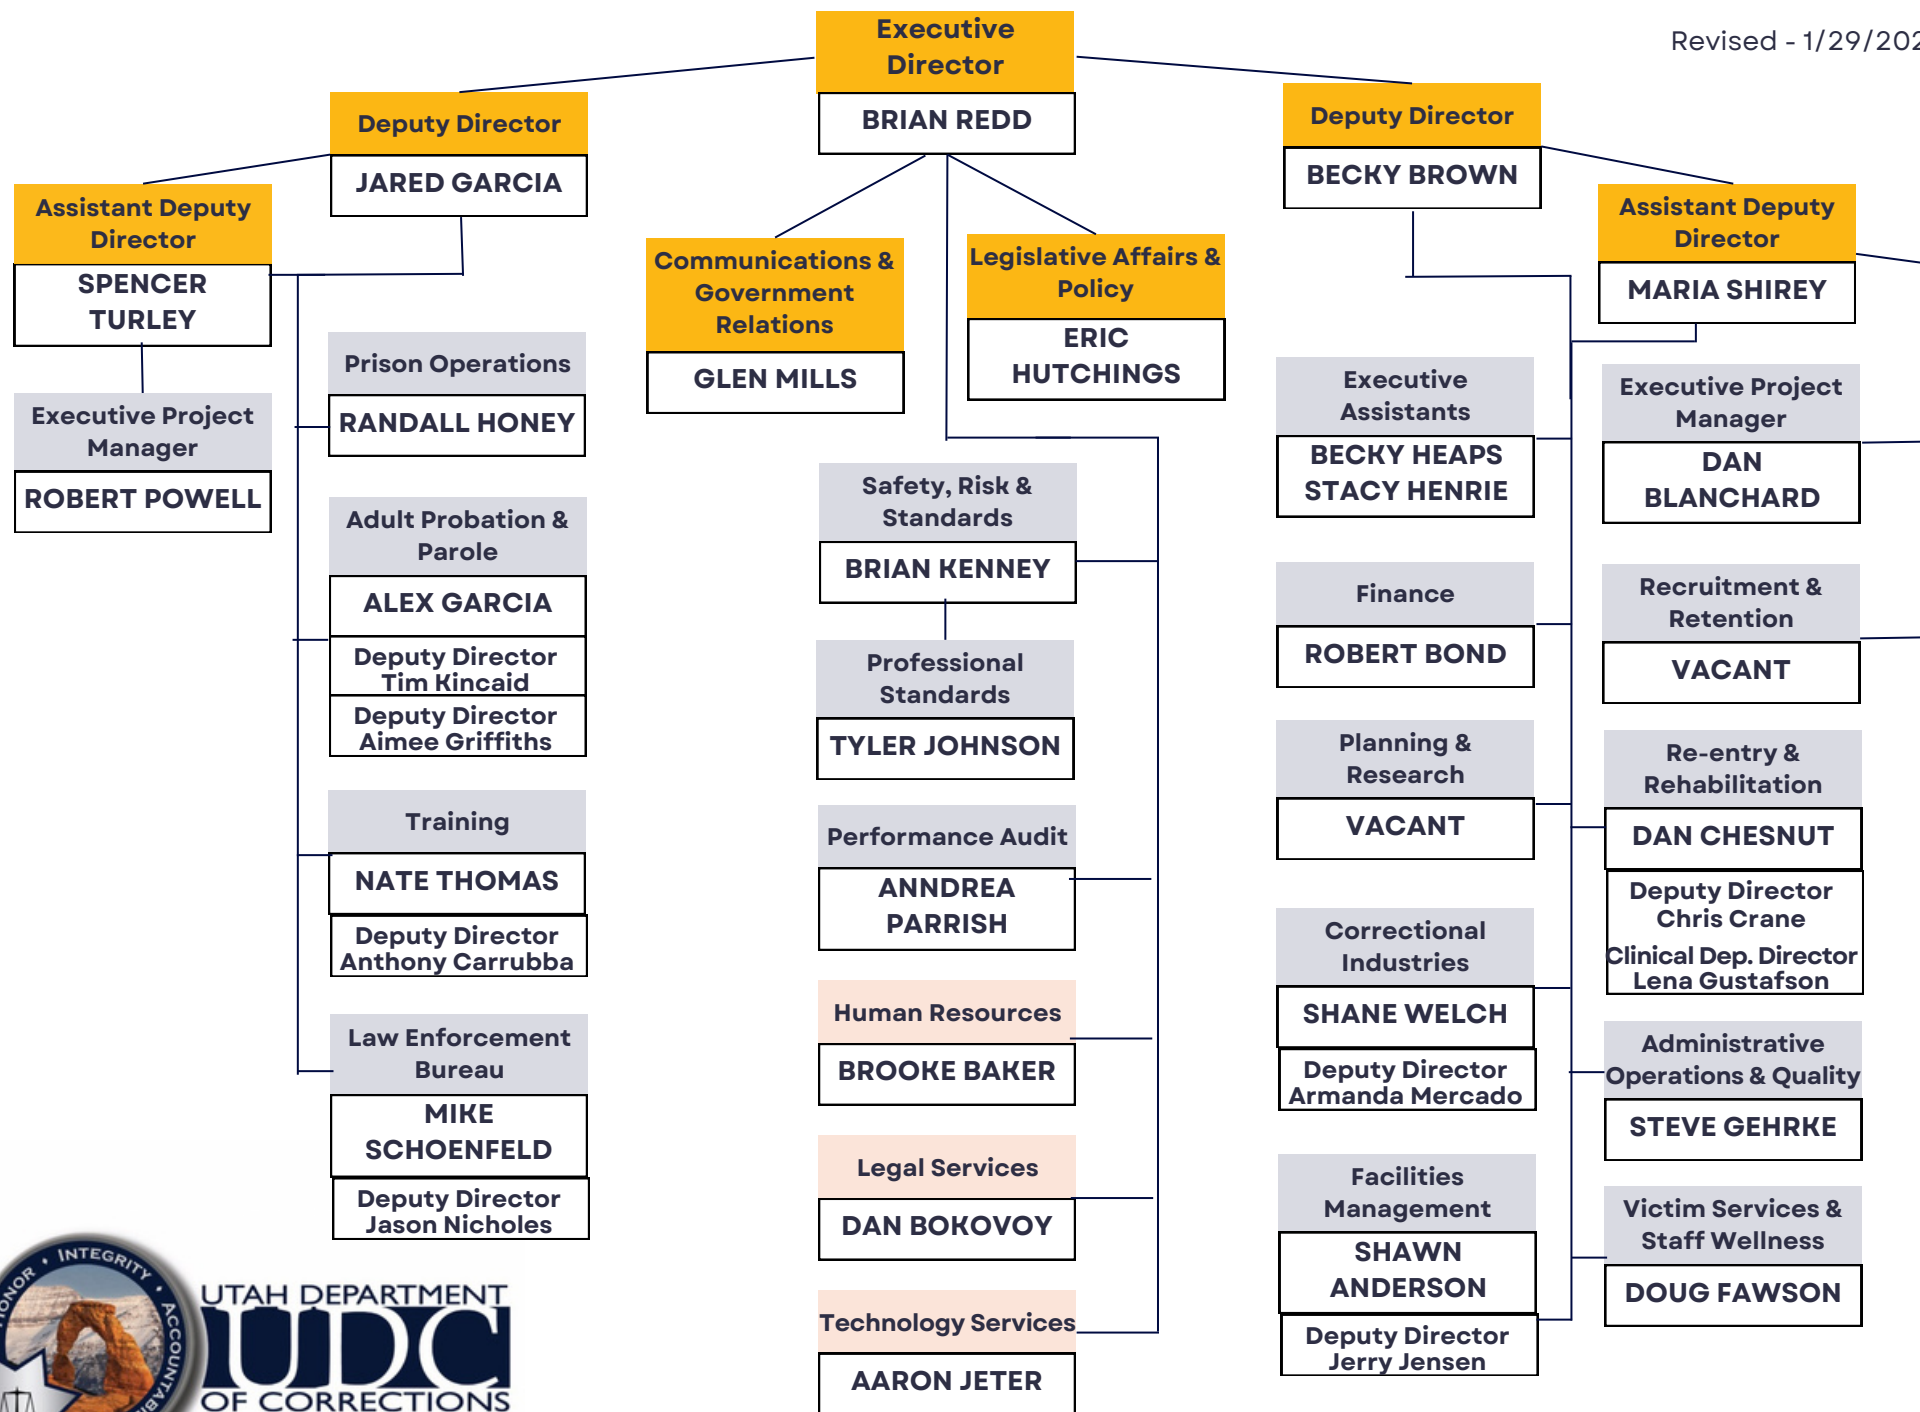 Revised - 1/29/202
Executive
Director
BRIAN REDD
Deputy Director
JARED GARCIA
Deputy Director
BECKY BROWN
Assistant Deputy
Director
SPENCER
TURLEY
Executive Project
Manager
ROBERT POWELL
Prison Operations
RANDALL HONEY
Adult Probation &
Parole
ALEX GARCIA
Deputy Director
Tim Kincaid
Deputy Director
Aimee Griffiths
Training
NATE THOMAS
Deputy Director
Anthony Carrubba
Law Enforcement
Bureau
MIKE
SCHOENFELD
Deputy Director
Jason Nicholes
Communications &
Government
Relations
GLEN MILLS
Legislative Affairs &
Policy
ERIC
HUTCHINGS
Safety, Risk &
Standards
BRIAN KENNEY
Professional
Standards
TYLER JOHNSON
Performance Audit
ANNDREA
PARRISH
Human Resources
BROOKE BAKER
Legal Services
DAN BOKOVOY
Technology Services
AARON JETER
Executive
Assistants
BECKY HEAPS
STACY HENRIE
Finance
ROBERT BOND
Planning &
Research
VACANT
Correctional
Industries
SHANE WELCH
Deputy Director
Armanda Mercado
Facilities
Management
SHAWN
ANDERSON
Deputy Director
Jerry Jensen
Assistant Deputy
Director
MARIA SHIREY
Executive Project
Manager
DAN
BLANCHARD
Recruitment &
Retention
VACANT
Re-entry &
Rehabilitation
DAN CHESNUT
Deputy Director
Chris Crane
Clinical Dep. Director
Lena Gustafson
Administrative
Operations & Quality
STEVE GEHRKE
Victim Services &
Staff Wellness
DOUG FAWSON
HONOR • INTEGRITY • ACCOUNTAB
UTAH DEPARTMENT
UDC
OF CORRECTIONS